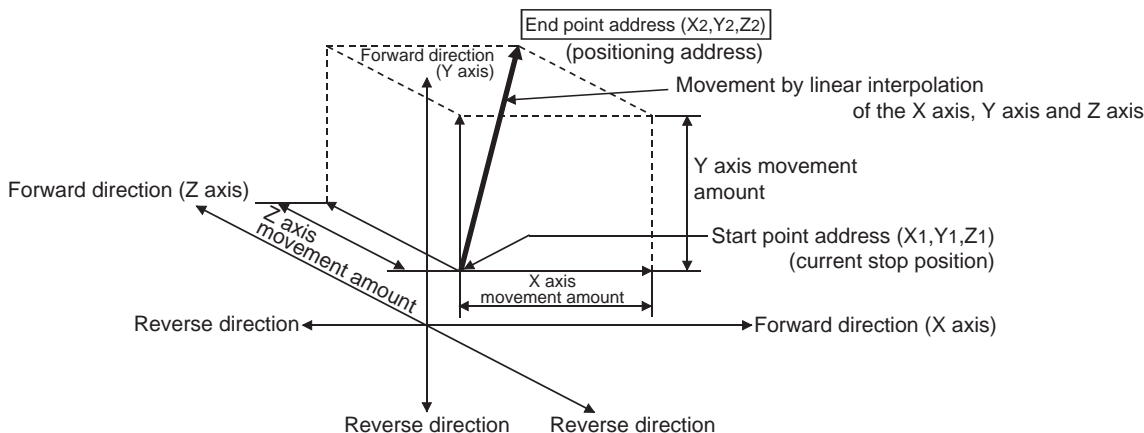 End point address (X2,Y2,Z2)
(positioning address)
Forward direction
(Y axis)
Movement by linear interpolation
of the X axis, Y axis and Z axis
Y axis movement
amount
Forward direction (Z axis)
Z axis
movement amount
Start point address (X1,Y1,Z1)
(current stop position)
X axis
movement amount
Reverse direction
Forward direction (X axis)
Reverse direction
Reverse direction